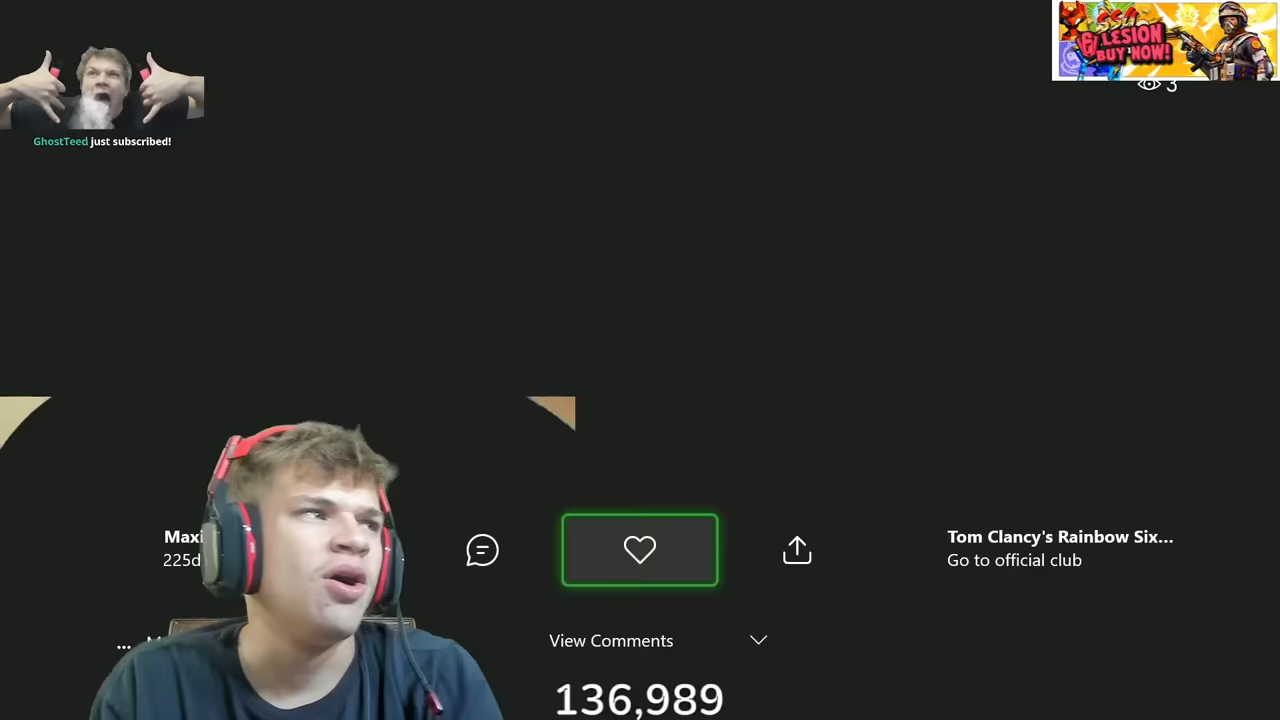 LESION
BUY NOW!
3
GhostTeed just subscribed!
Maxi
225d
Tom Clancy's Rainbow Six...
Go to official club
... M
View Comments
136,989